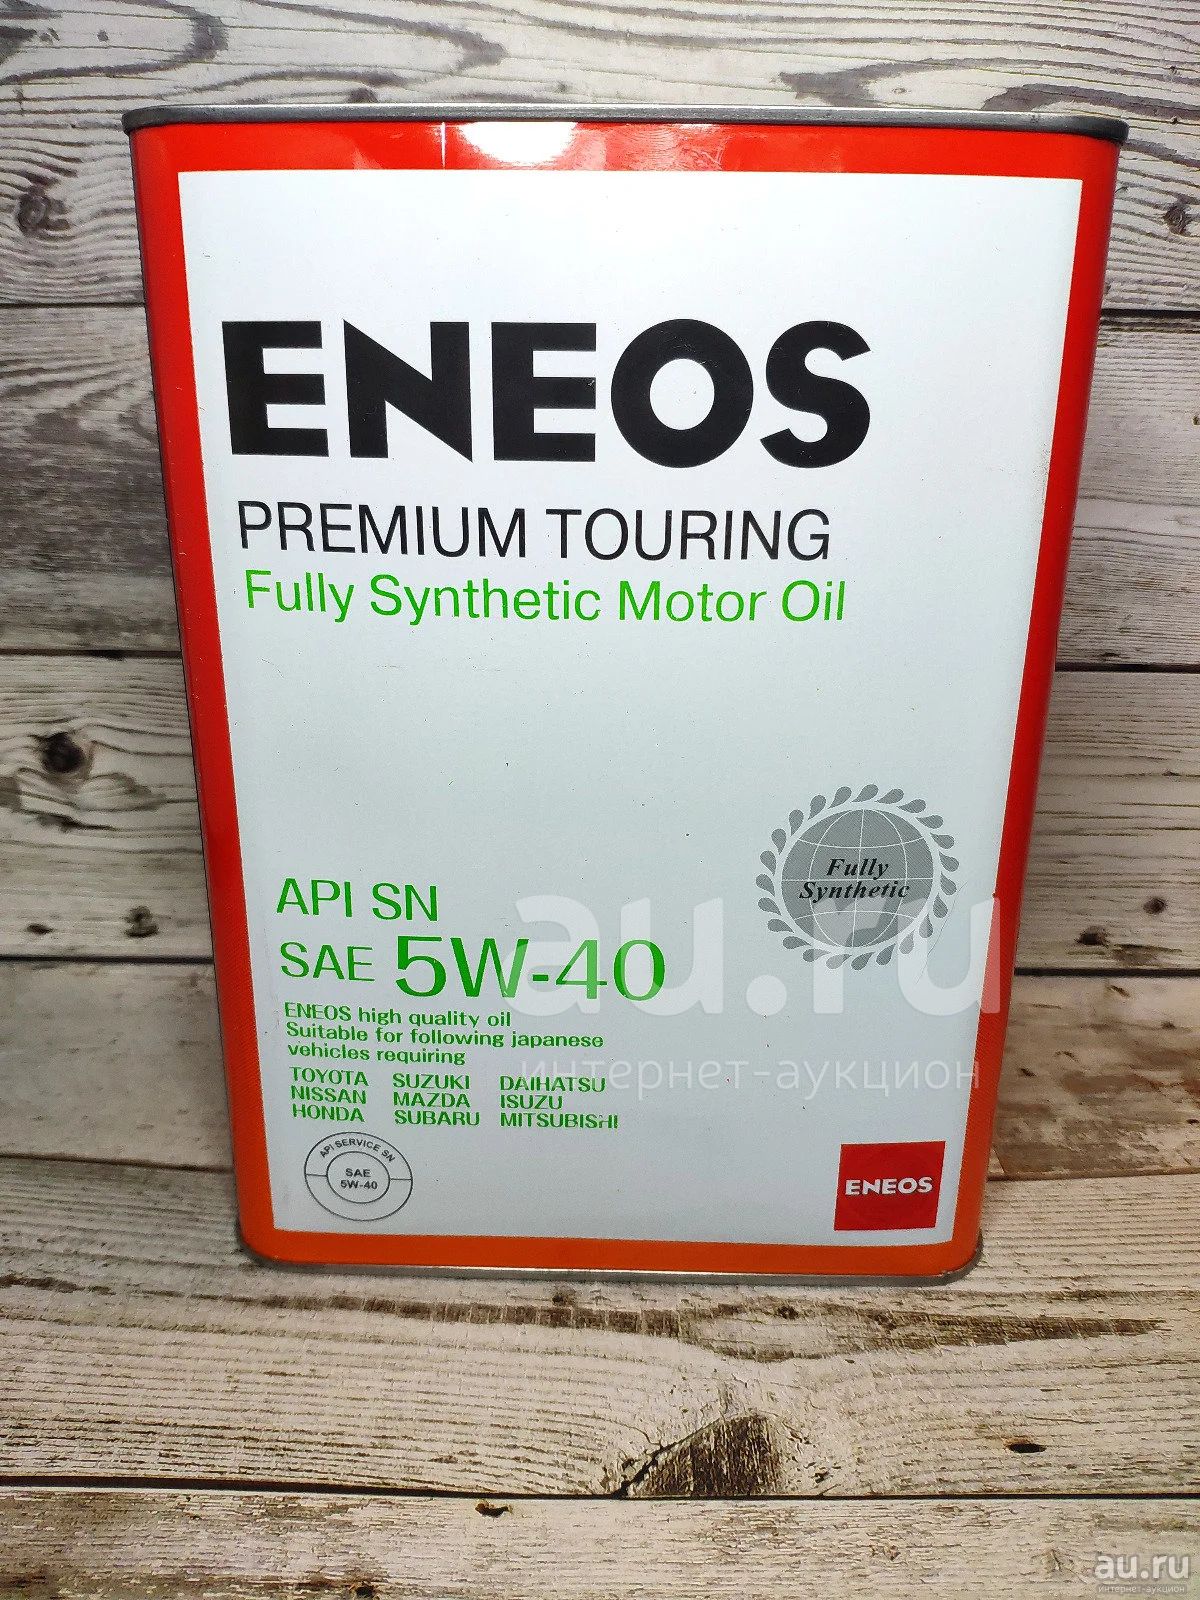 ENEOS
PREMIUM TOURING
Fully Synthetic Motor Oil
Fully
Synthetic
API SN
SAE 5W-40
ENEOS high quality oil
Suitable for following japanese
vehicles requiring
TOYOTA SUZUKI DAIHATSU
NISSAN MAZDA ISUZU
HONDA SUBARU MITSUBISHI
API SERVICE SN
SAE
5W-40
ENEOS
au.ru
интернет-аукцион
au.ru
интернет-аукцион